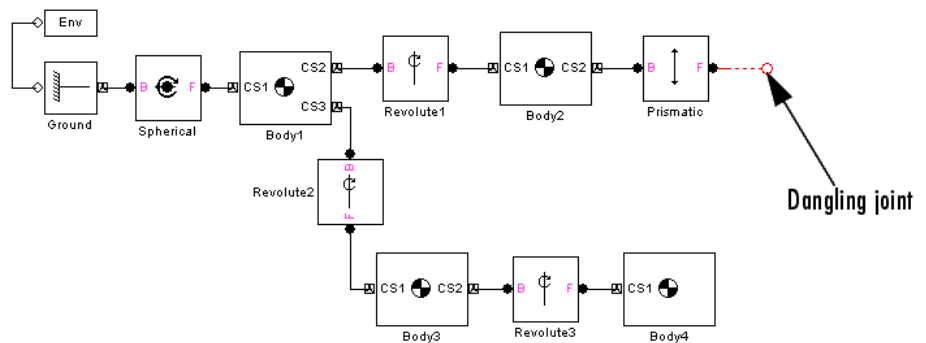 Env
Ground
B F
Spherical
CS1 CS2
CS3
Body1
B F
Revolute1
CS1 CS2
Body2
B F
Prismatic
Dangling joint
Revolute2
B
F
CS1 CS2
Body3
B F
Revolute3
CS1
Body4